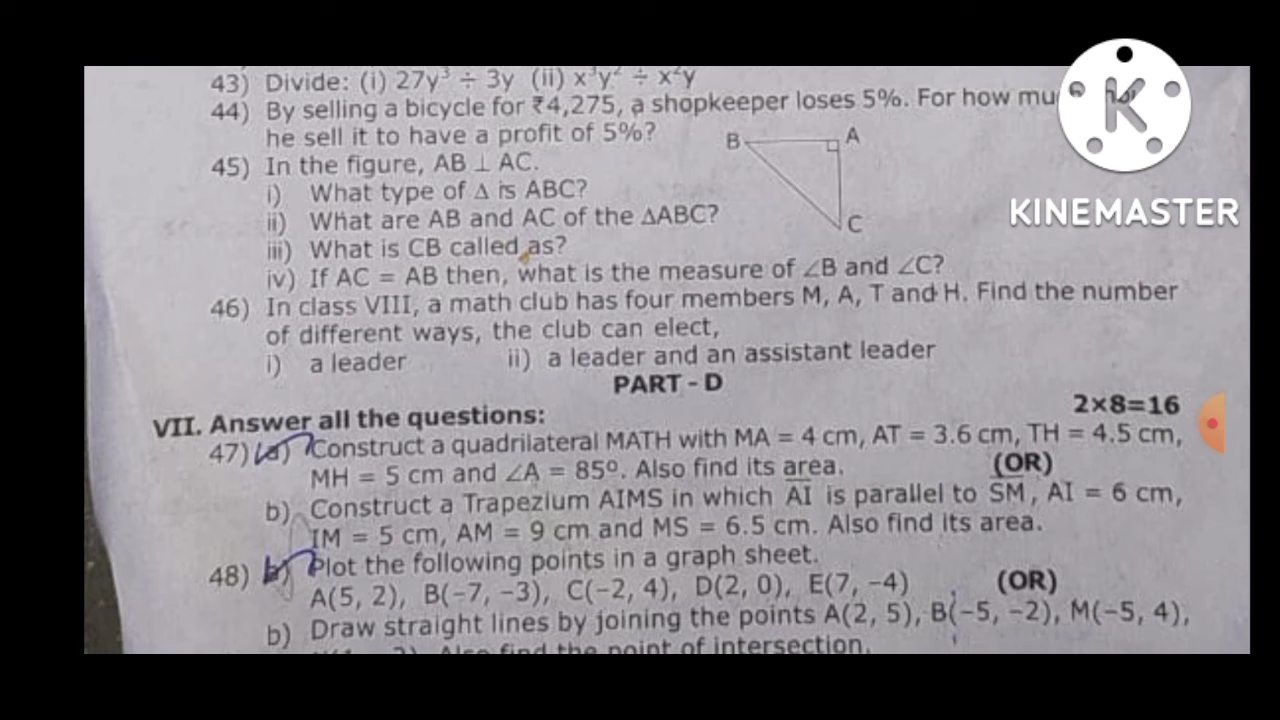 43) Divide: (i) 27y³ ÷ 3y (ii) x³y² ÷ x²y
44) By selling a bicycle for ₹4,275, a shopkeeper loses 5%. For how mu
he sell it to have a profit of 5%?
B A
45) In the figure, AB ⊥ AC.
i) What type of Δ is ABC?
ii) What are AB and AC of the ΔABC?
C
iii) What is CB called as?
iv) If AC = AB then, what is the measure of ∠B and ∠C?
46) In class VIII, a math club has four members M, A, T and H. Find the number
of different ways, the club can elect,
i) a leader ii) a leader and an assistant leader
PART - D
VII. Answer all the questions: 2×8=16
47) (a) Construct a quadrilateral MATH with MA = 4 cm, AT = 3.6 cm, TH = 4.5 cm,
MH = 5 cm and ∠A = 85º. Also find its area. (OR)
b) Construct a Trapezium AIMS in which A̅I̅ is parallel to S̅M̅, AI = 6 cm,
IM = 5 cm, AM = 9 cm and MS = 6.5 cm. Also find its area.
48) Plot the following points in a graph sheet.
A(5, 2), B(−7, −3), C(−2, 4), D(2, 0), E(7, −4) (OR)
b) Draw straight lines by joining the points A(2, 5), B(−5, −2), M(−5, 4),
Also find the point of intersection.
K
KINEMASTER